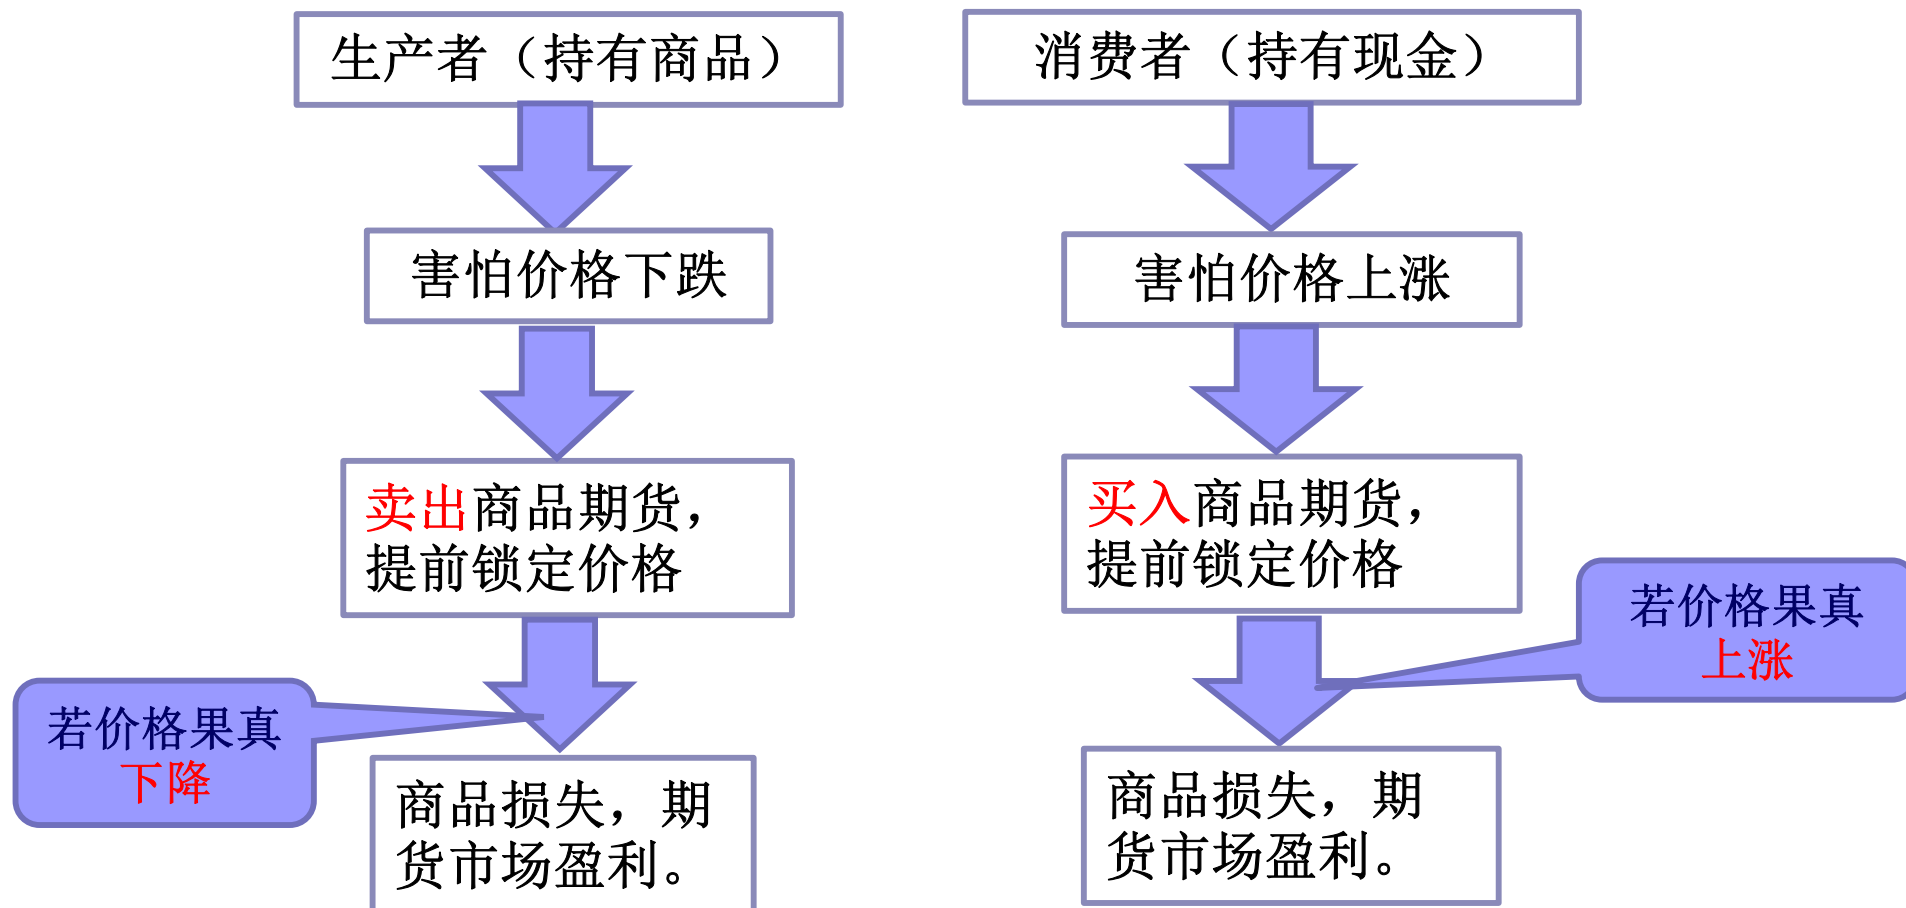 生产者（持有商品）
害怕价格下跌
卖出商品期货，
提前锁定价格
若价格果真
下降
商品损失，期
货市场盈利。
消费者（持有现金）
害怕价格上涨
买入商品期货，
提前锁定价格
若价格果真
上涨
商品损失，期
货市场盈利。